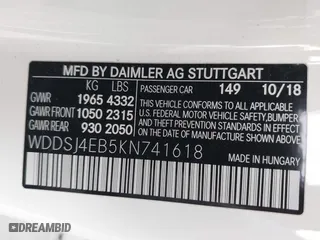 MFD BY DAIMLER AG STUTTGART
KG LBS PASSENGER CAR 149 10/18
GVWR 1965 4332 THIS VEHICLE CONFORMS TO ALL
GAWR FRONT 1050 2315 APPLICABLE U.S. FEDERAL MOTOR
GAWR REAR 930 2050 VEHICLE SAFETY, BUMPER,
AND THEFT PREVENTION STANDARDS
IN EFFECT ON THE DATE OF
MANUFACTURE SHOWN ABOVE.
WDDSJ4EB5KN741618
MADE IN HUNGARY
© DRIVEBIDRIVE